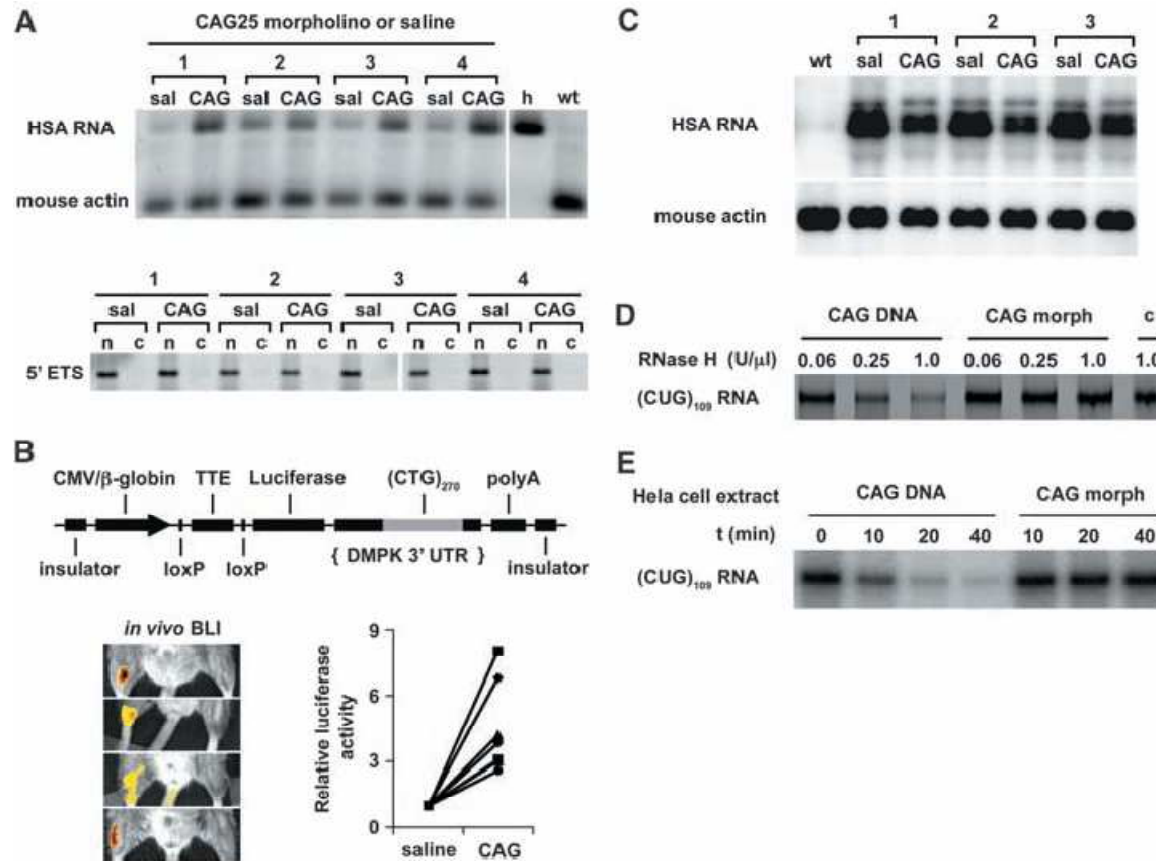 A
CAG25 morpholino or saline
1 2 3 4
sal CAG sal CAG sal CAG sal CAG h wt
HSA RNA
mouse actin
1 2 3 4
sal CAG sal CAG sal CAG sal CAG
n c n c n c n c n c n c n c n c
5' ETS
B
CMV/β-globin TTE Luciferase (CTG)270 polyA
{ DMPK 3' UTR }
insulator loxP loxP insulator
in vivo BLI
Relative luciferase
activity
9
6
3
0
saline CAG
C
1 2 3
wt sal CAG sal CAG sal CAG
HSA RNA
mouse actin
D
CAG DNA CAG morph c
RNase H (U/µl) 0.06 0.25 1.0 0.06 0.25 1.0 1.0
(CUG)109 RNA
E
Hela cell extract CAG DNA CAG morph
t (min) 0 10 20 40 10 20 40
(CUG)109 RNA